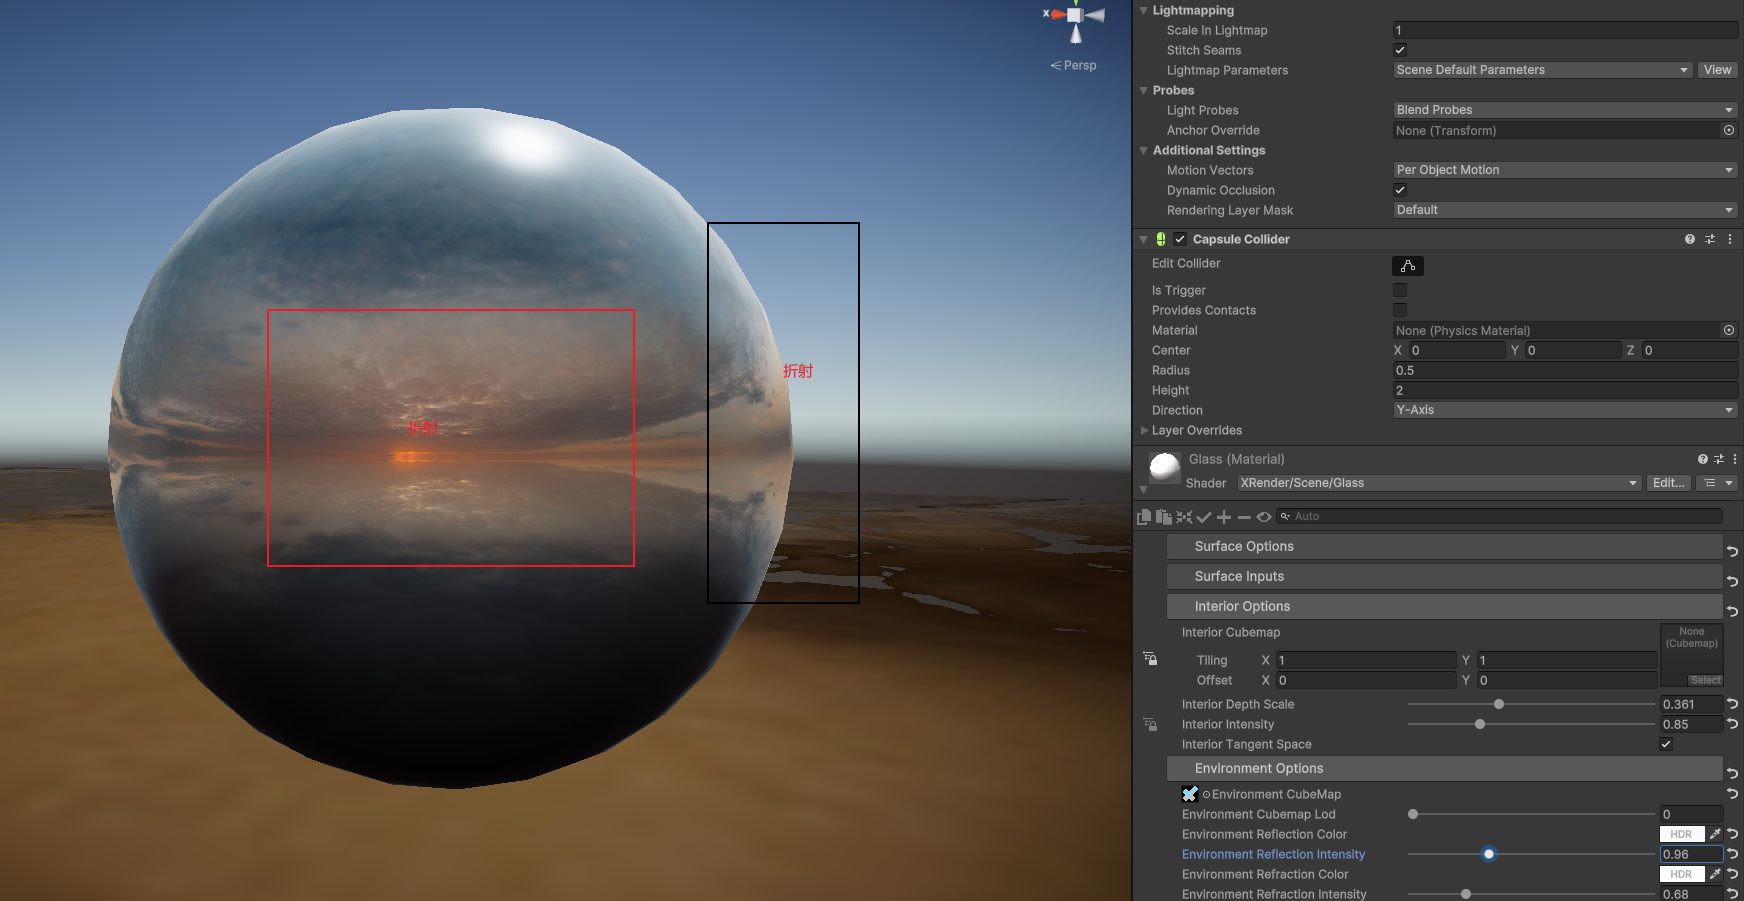 X
Persp
折射
折射
Lightmapping
Scale In Lightmap 1
Stitch Seams
Lightmap Parameters Scene Default Parameters View
Probes
Light Probes Blend Probes
Anchor Override None (Transform)
Additional Settings
Motion Vectors Per Object Motion
Dynamic Occlusion
Rendering Layer Mask Default
Capsule Collider
Edit Collider
Is Trigger
Provides Contacts
Material None (Physics Material)
Center X 0 Y 0 Z 0
Radius 0.5
Height 2
Direction Y-Axis
Layer Overrides
Glass (Material)
Shader XRender/Scene/Glass Edit...
Auto
Surface Options
Surface Inputs
Interior Options
Interior Cubemap None (Cubemap)
Tiling X 1 Y 1
Offset X 0 Y 0 Select
Interior Depth Scale 0.361
Interior Intensity 0.85
Interior Tangent Space
Environment Options
Environment CubeMap
Environment Cubemap Lod 0
Environment Reflection Color HDR
Environment Reflection Intensity 0.96
Environment Refraction Color HDR
Environment Refraction Intensity 0.68